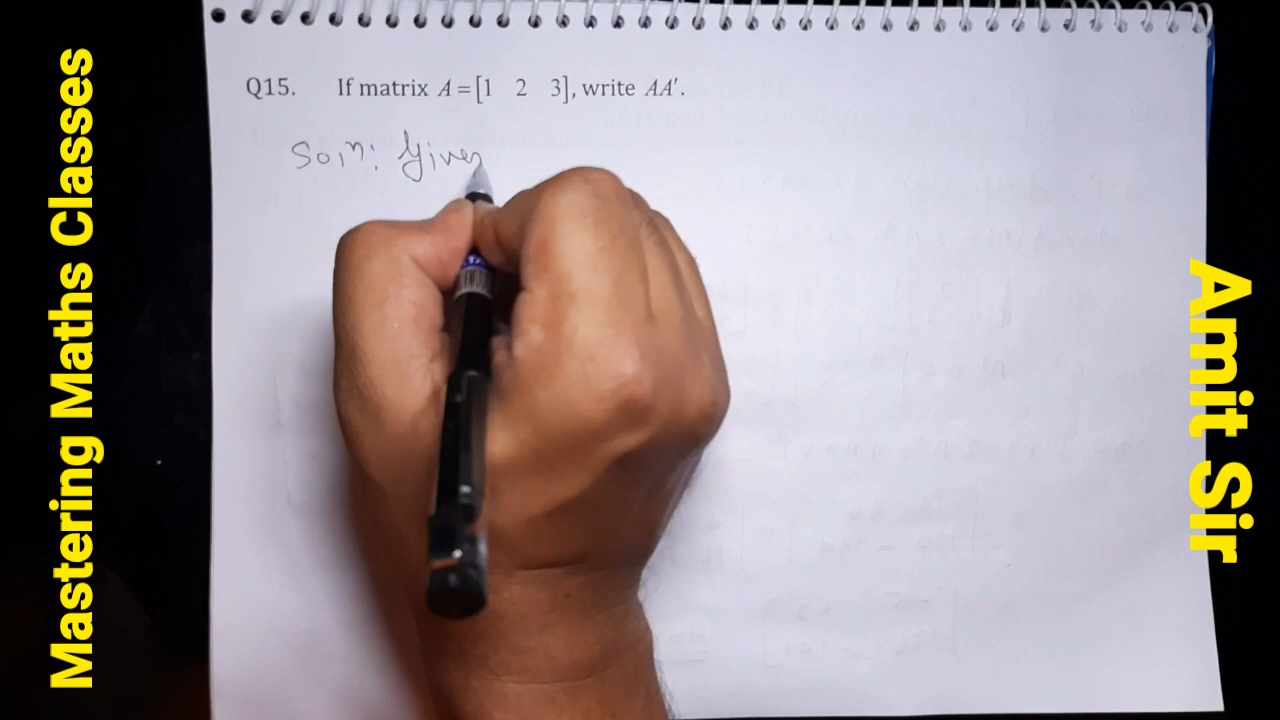 Mastering Maths Classes
Q15. If matrix A = [1 2 3], write AA′.
Soln: Given
Amit Sir